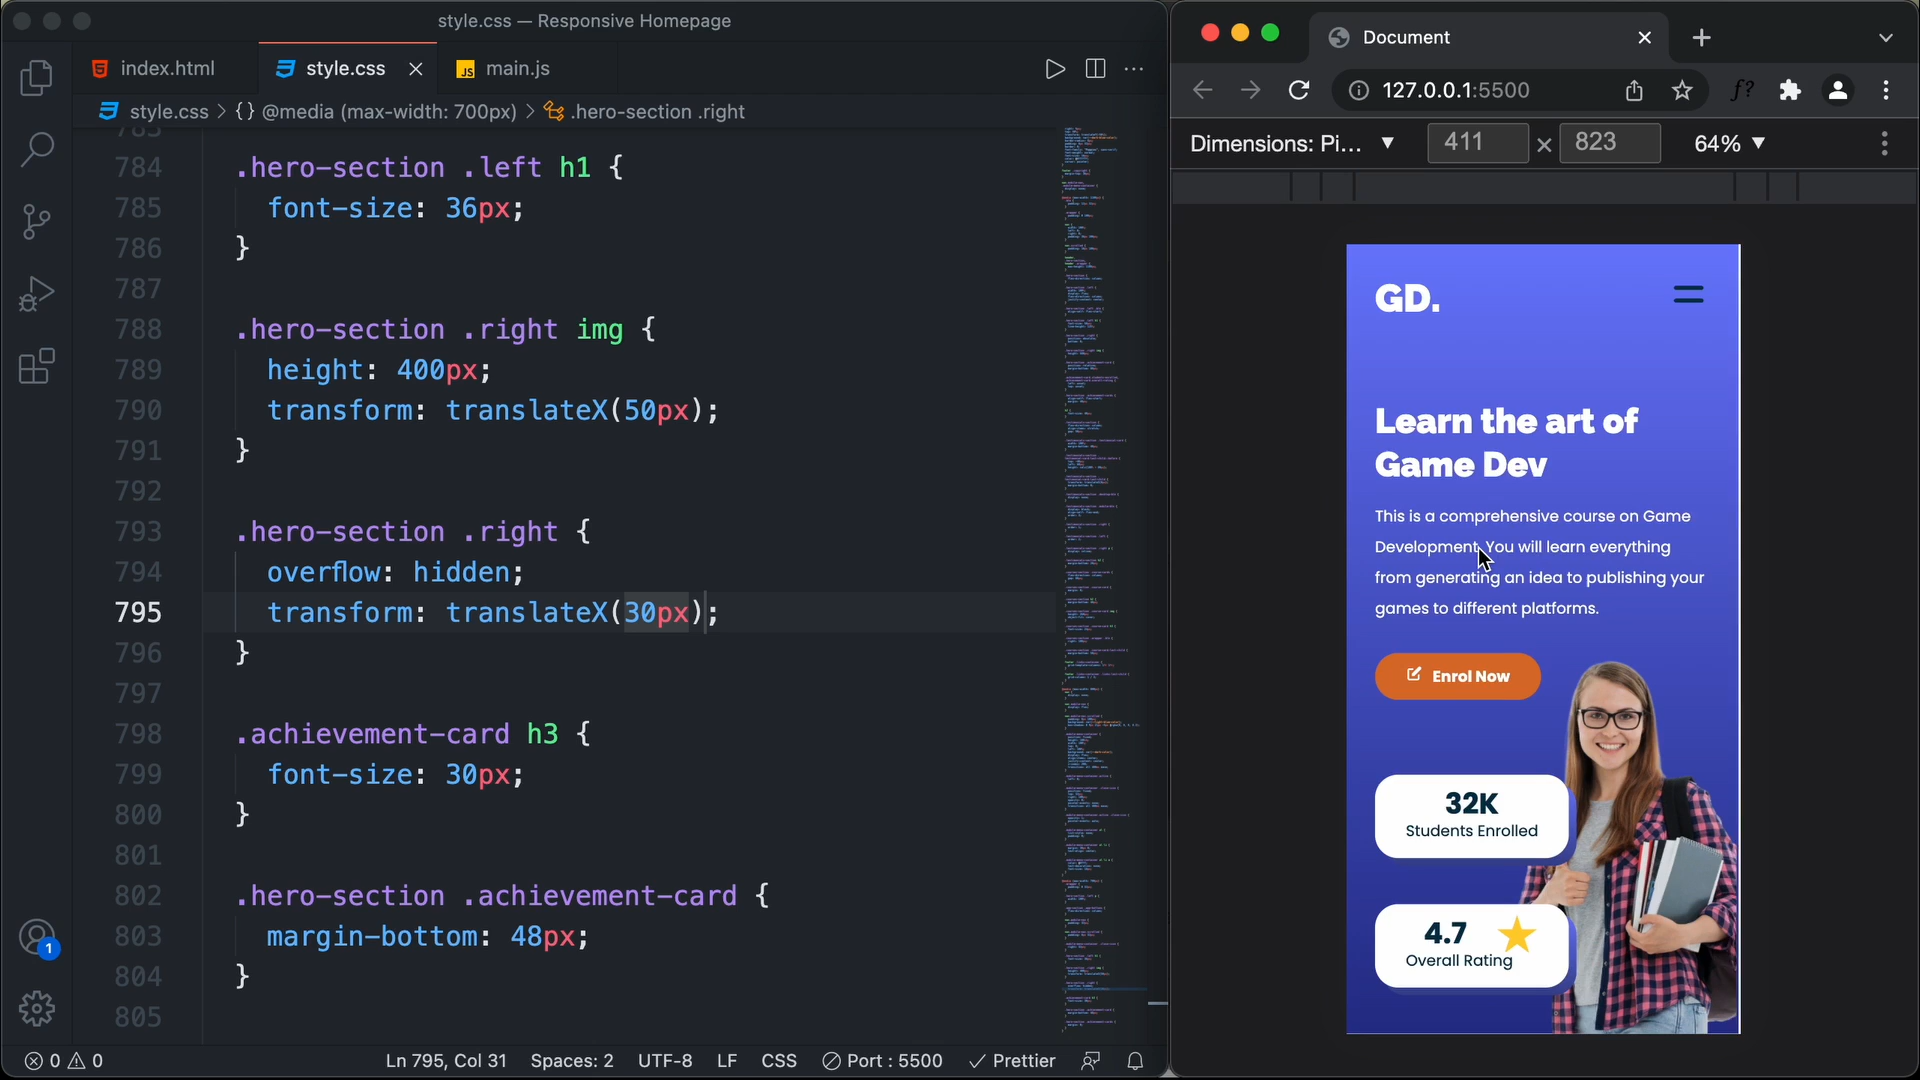 style.css — Responsive Homepage
index.html
style.css
JS main.js
style.css > {} @media (max-width: 700px) > .hero-section .right
783
784 .hero-section .left h1 {
785 font-size: 36px;
786 }
787
788 .hero-section .right img {
789 height: 400px;
790 transform: translateX(50px);
791 }
792
793 .hero-section .right {
794 overflow: hidden;
795 transform: translateX(30px);
796 }
797
798 .achievement-card h3 {
799 font-size: 30px;
800 }
801
802 .hero-section .achievement-card {
803 margin-bottom: 48px;
804 }
805
1
0 0
Ln 795, Col 31
Spaces: 2
UTF-8
LF
CSS
Port : 5500
Prettier
Document
127.0.0.1:5500
f?
Dimensions: Pi...
411 × 823
64%
GD.
Learn the art of
Game Dev
This is a comprehensive course on Game
Development. You will learn everything
from generating an idea to publishing your
games to different platforms.
Enrol Now
32K
Students Enrolled
4.7
Overall Rating